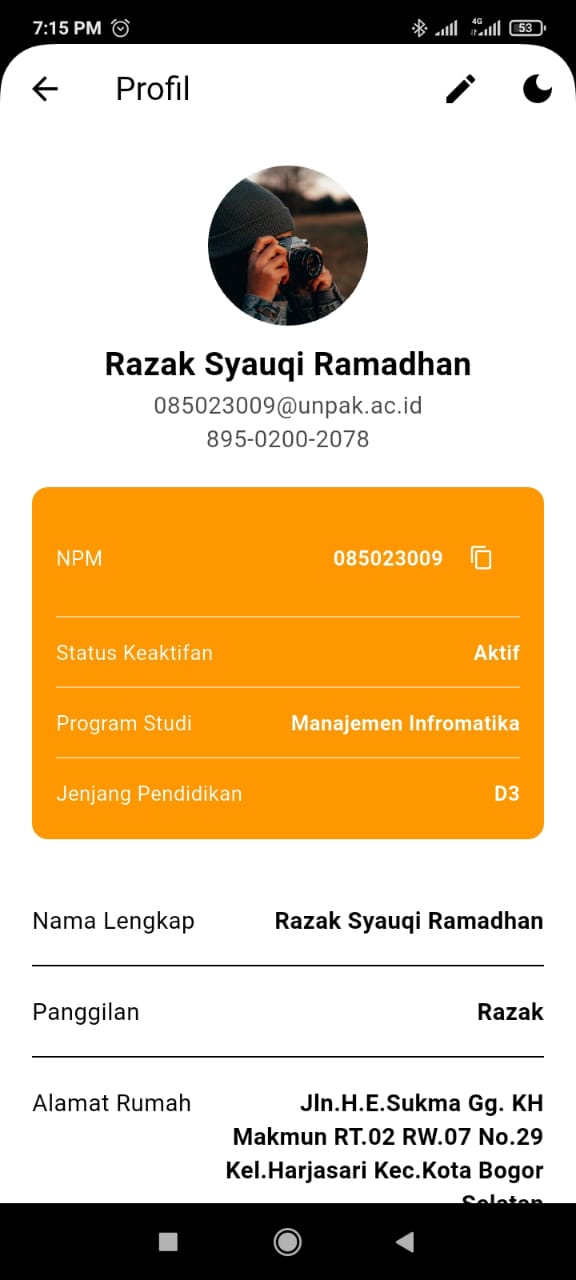 7:15 PM 4G 53
Profil
Razak Syauqi Ramadhan
085023009@unpak.ac.id
895-0200-2078
NPM 085023009
Status Keaktifan Aktif
Program Studi Manajemen Infromatika
Jenjang Pendidikan D3
Nama Lengkap Razak Syauqi Ramadhan
Panggilan Razak
Alamat Rumah Jln.H.E.Sukma Gg. KH
Makmun RT.02 RW.07 No.29
Kel.Harjasari Kec.Kota Bogor
Selatan